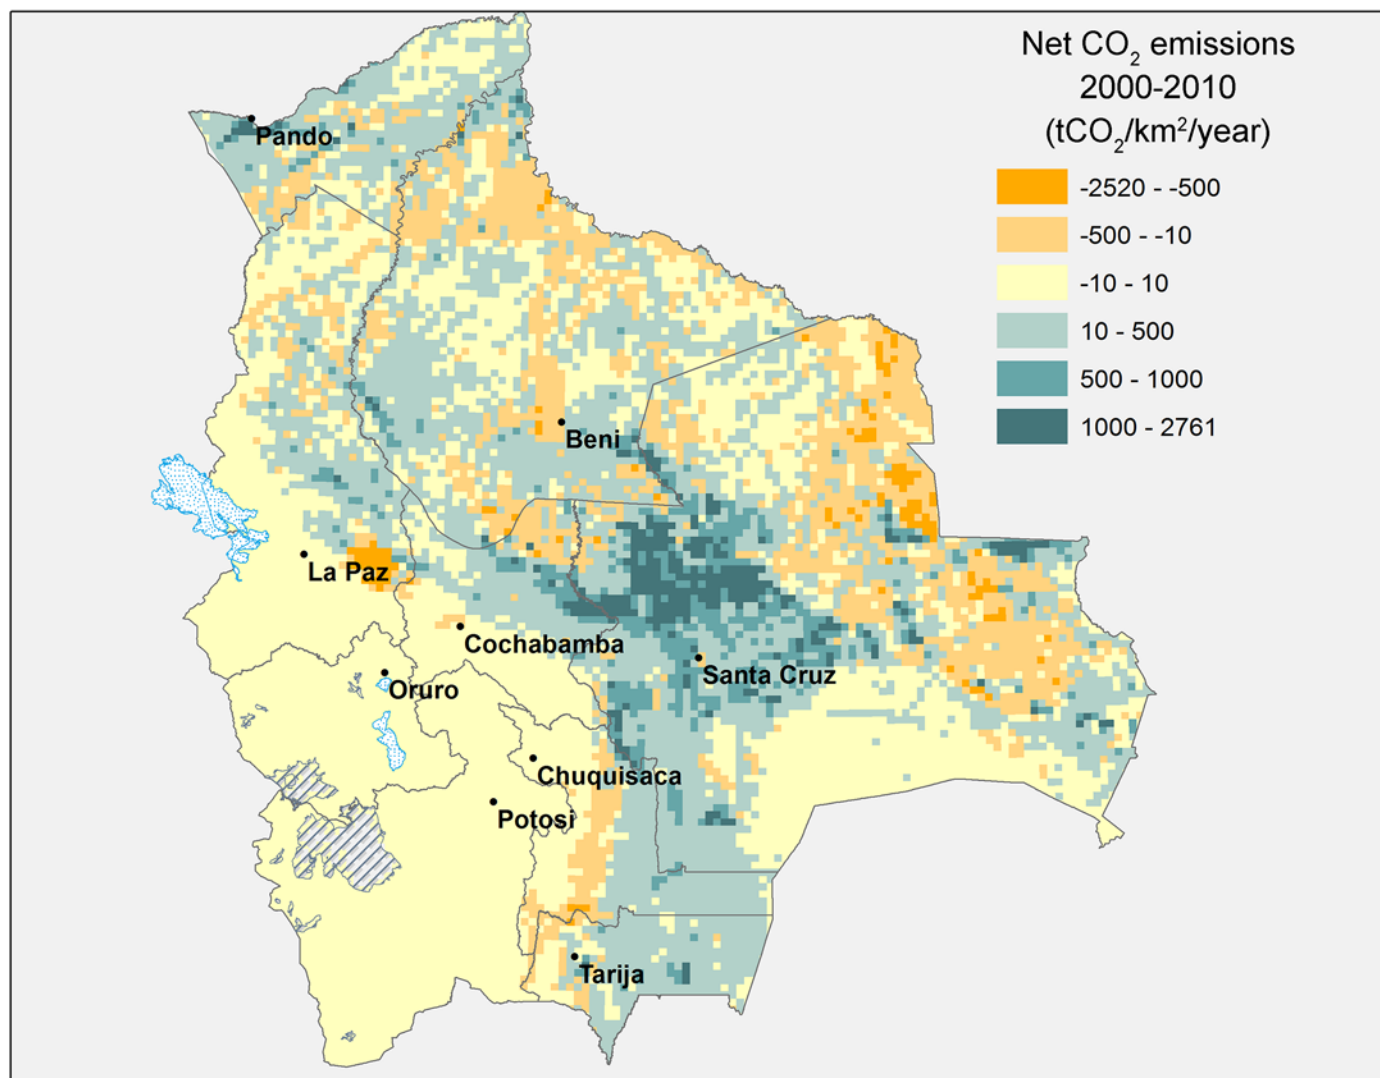 Net CO₂ emissions
2000-2010
(tCO₂/km²/year)
-2520 - -500
-500 - -10
-10 - 10
10 - 500
500 - 1000
1000 - 2761
Pando
Beni
La Paz
Cochabamba
Santa Cruz
Oruro
Chuquisaca
Potosi
Tarija